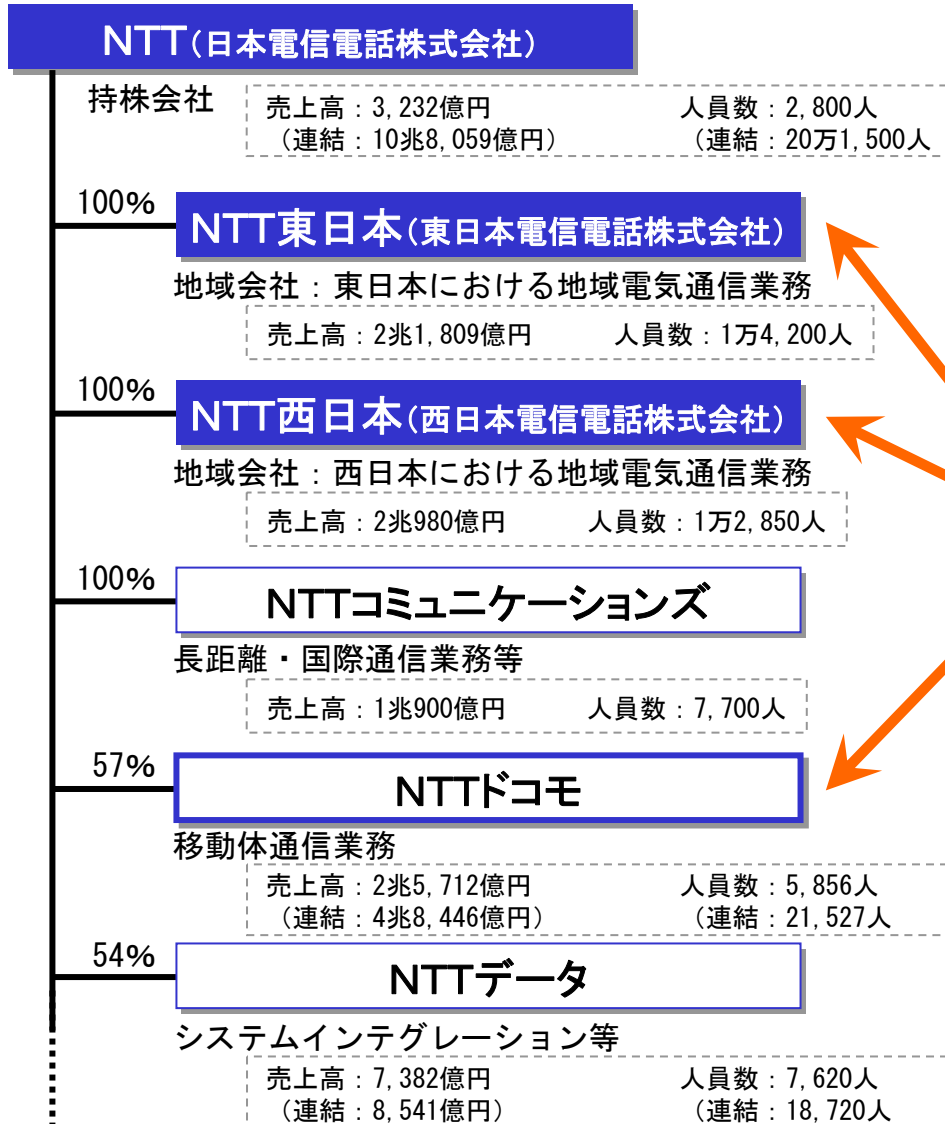 NTT(日本電信電話株式会社)
持株会社
売上高：3,232億円 人員数：2,800人
（連結：10兆8,059億円） （連結：20万1,500人
100%
NTT東日本(東日本電信電話株式会社)
地域会社：東日本における地域電気通信業務
売上高：2兆1,809億円 人員数：1万4,200人
100%
NTT西日本(西日本電信電話株式会社)
地域会社：西日本における地域電気通信業務
売上高：2兆980億円 人員数：1万2,850人
100%
NTTコミュニケーションズ
長距離・国際通信業務等
売上高：1兆900億円 人員数：7,700人
57%
NTTドコモ
移動体通信業務
売上高：2兆5,712億円 人員数：5,856人
（連結：4兆8,446億円） （連結：21,527人
54%
NTTデータ
システムインテグレーション等
売上高：7,382億円 人員数：7,620人
（連結：8,541億円） （連結：18,720人